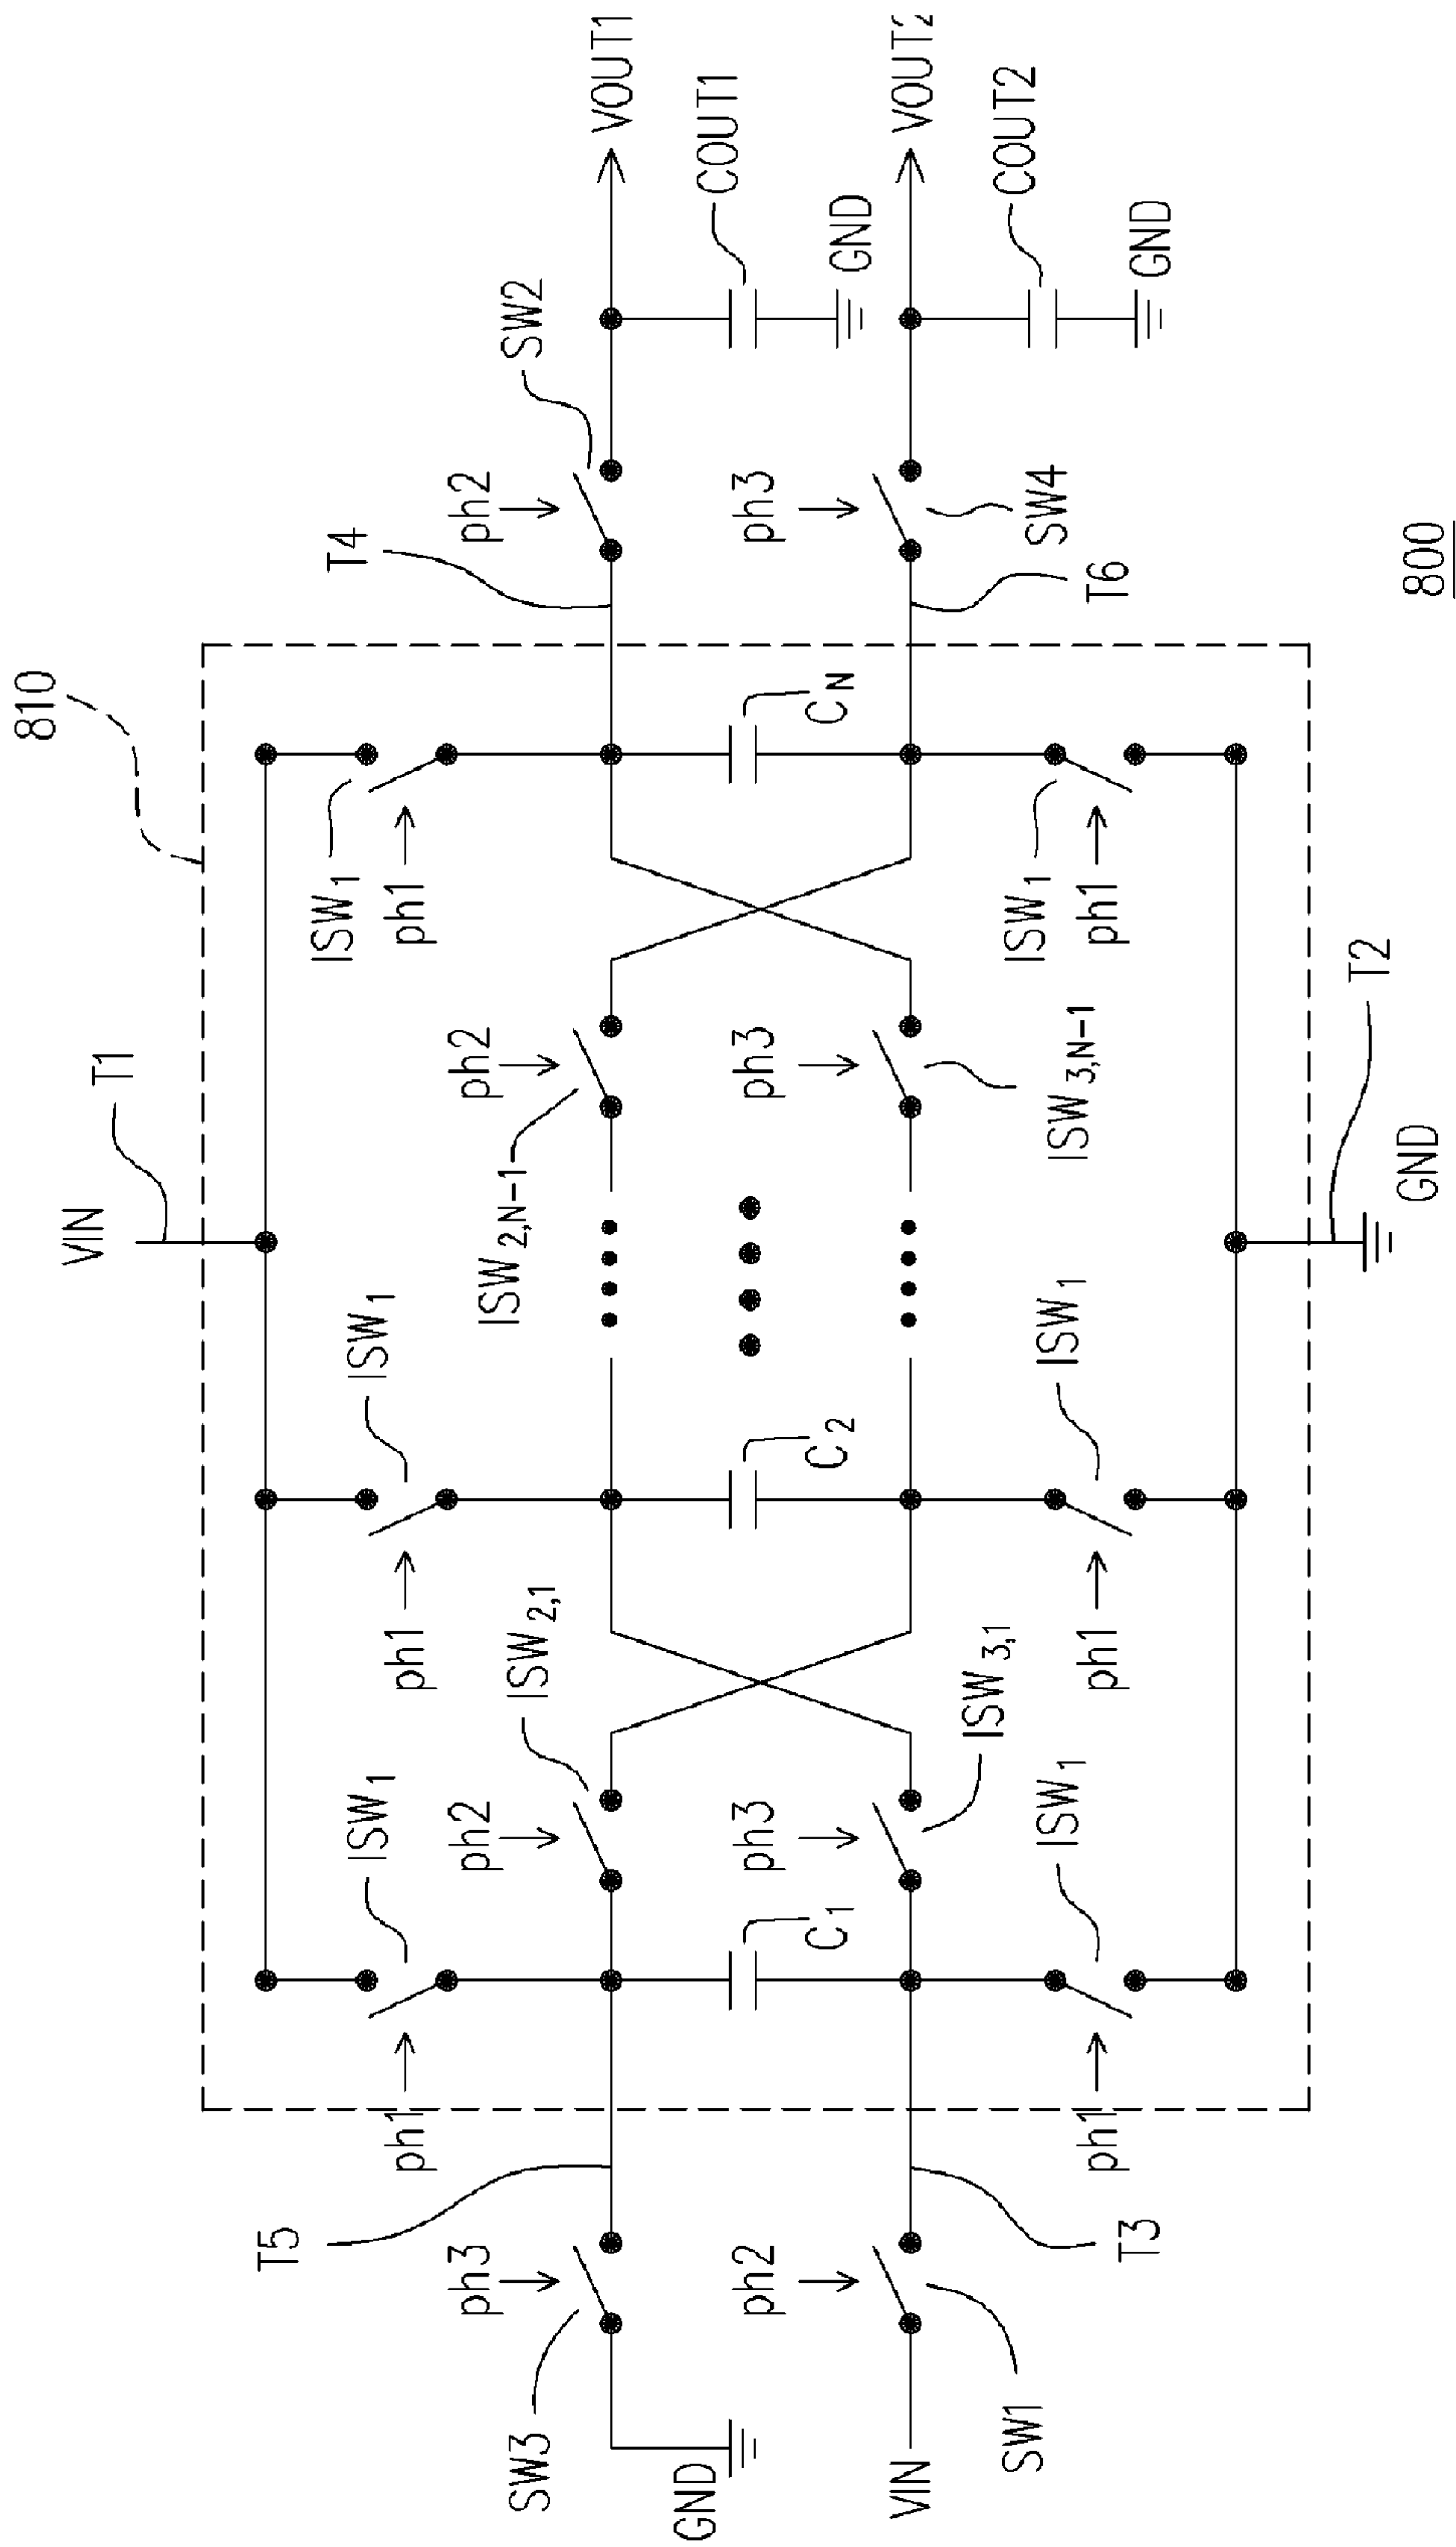 810
VIN
T1
ISW1
ph1
ISW1
ph1
ISW1
ph1
T5
ph3
SW3
GND
ph2
ISW2,1
ISW2,N-1
ph2
T4
ph2
SW2
VOUT1
COUT1
GND
C1
C2
CN
VIN
ph2
SW1
T3
ph3
ISW3,1
ph3
ISW3,N-1
T6
ph3
SW4
VOUT2
COUT2
GND
ph1
ISW1
ph1
ISW1
ph1
ISW1
T2
GND
800